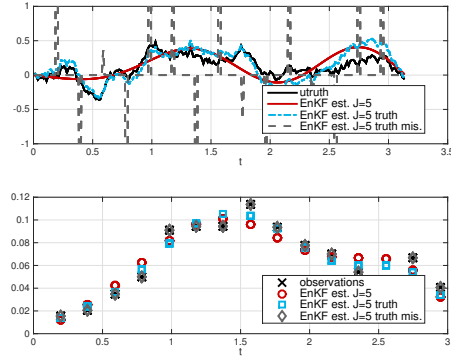 1
0.5
0
-0.5
-1
0 0.5 1 1.5 2 2.5 3 3.5
t
utruth
EnKF est. J=5
EnKF est. J=5 truth
EnKF est. J=5 truth mis.
0.12
0.1
0.08
0.06
0.04
0.02
0
0 0.5 1 1.5 2 2.5 3
t
observations
EnKF est. J=5
EnKF est. J=5 truth
EnKF est. J=5 truth mis.